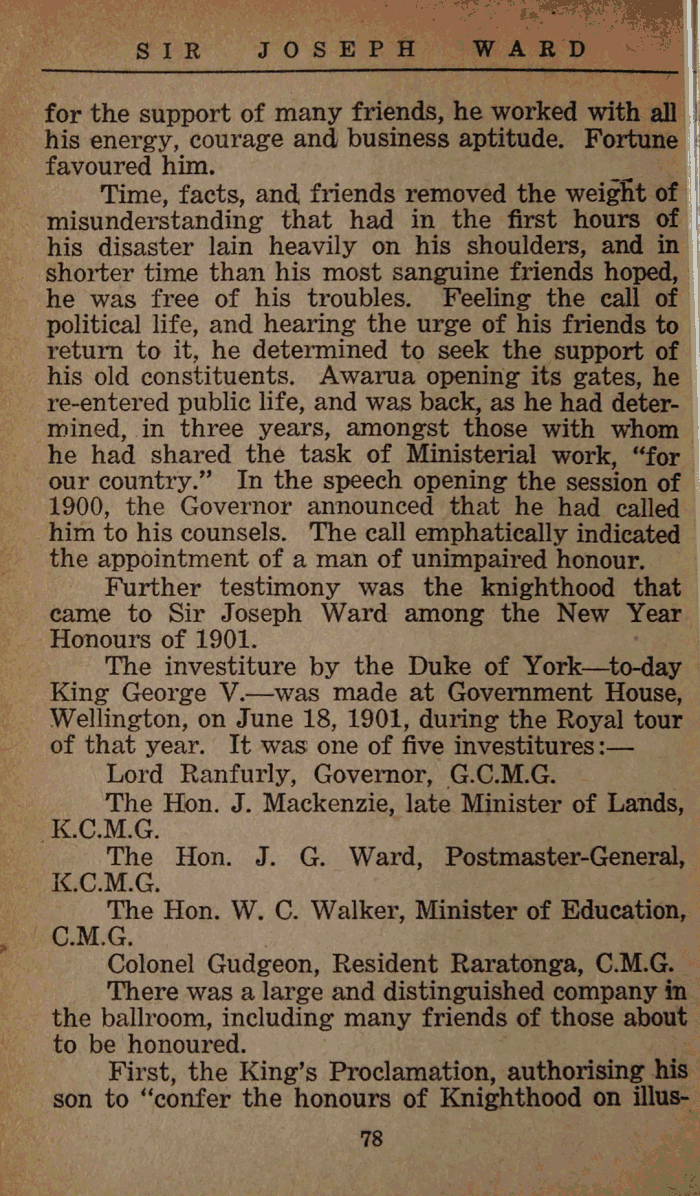 SIR JOSEPH WARD
for the support of many friends, he worked with all
his energy, courage and business aptitude. Fortune
favoured him.
Time, facts, and friends removed the weight of
misunderstanding that had in the first hours of
his disaster lain heavily on his shoulders, and in
shorter time than his most sanguine friends hoped,
he was free of his troubles. Feeling the call of
political life, and hearing the urge of his friends to
return to it, he determined to seek the support of
his old constituents. Awarua opening its gates, he
re-entered public life, and was back, as he had deter-
mined, in three years, amongst those with whom
he had shared the task of Ministerial work, “for
our country.” In the speech opening the session of
1900, the Governor announced that he had called
him to his counsels. The call emphatically indicated
the appointment of a man of unimpaired honour.
Further testimony was the knighthood that
came to Sir Joseph Ward among the New Year
Honours of 1901.
The investiture by the Duke of York—to-day
King George V.—was made at Government House,
Wellington, on June 18, 1901, during the Royal tour
of that year. It was one of five investitures:—
Lord Ranfurly, Governor, G.C.M.G.
The Hon. J. Mackenzie, late Minister of Lands,
K.C.M.G.
The Hon. J. G. Ward, Postmaster-General,
K.C.M.G.
The Hon. W. C. Walker, Minister of Education,
C.M.G.
Colonel Gudgeon, Resident Raratonga, C.M.G.
There was a large and distinguished company in
the ballroom, including many friends of those about
to be honoured.
First, the King’s Proclamation, authorising his
son to “confer the honours of Knighthood on illus-
78